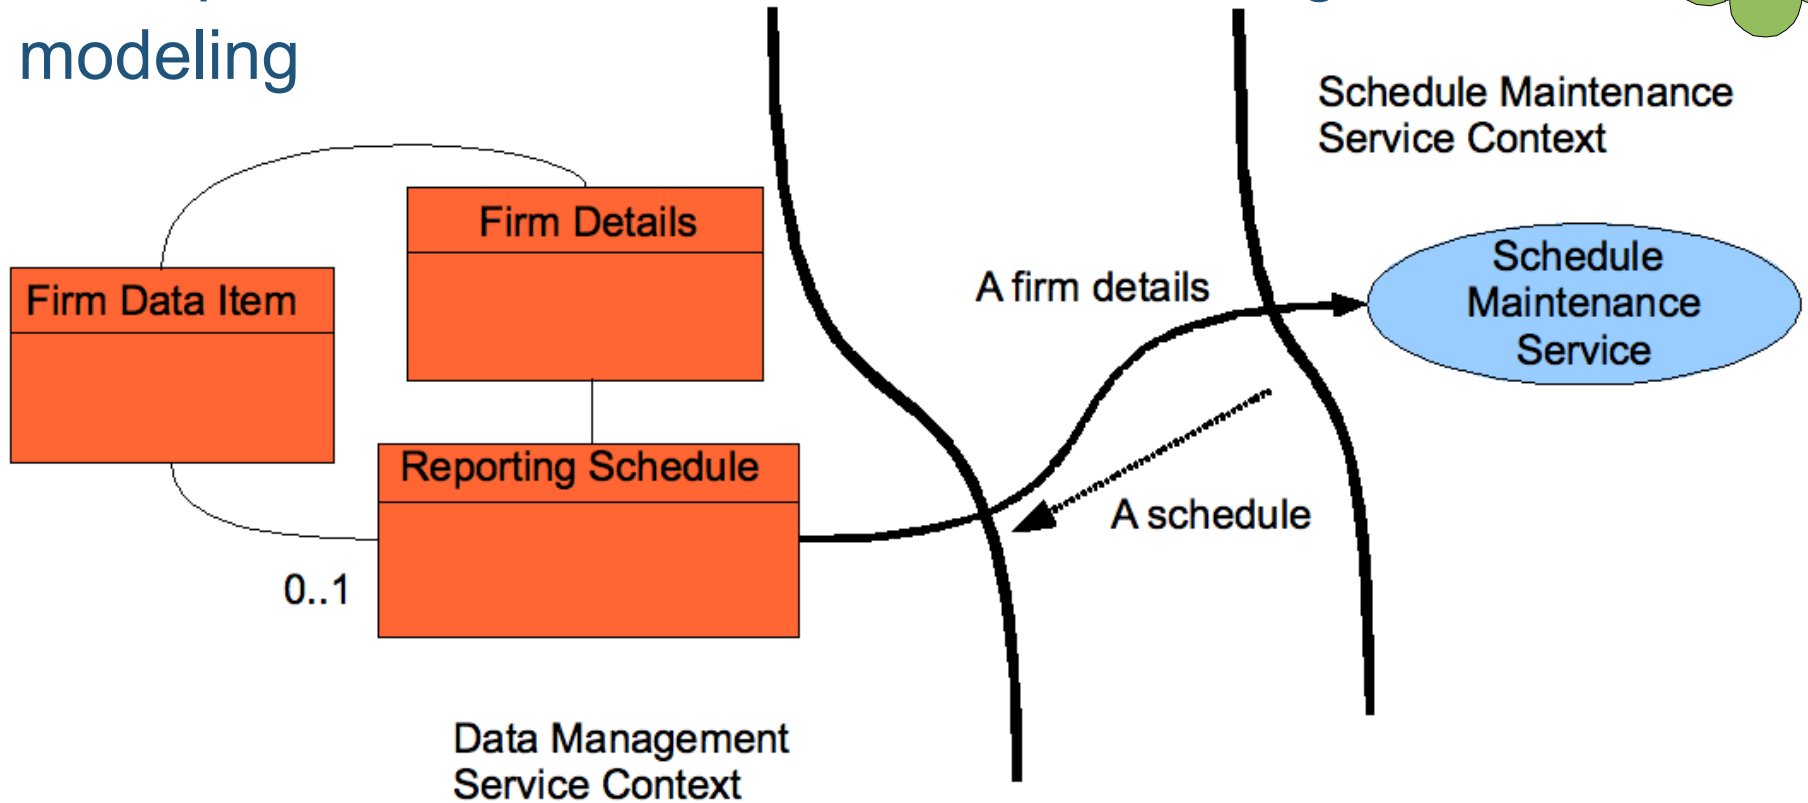 modeling
Schedule Maintenance
Service Context
Firm Details
Firm Data Item
A firm details
Schedule
Maintenance
Service
Reporting Schedule
A schedule
0..1
Data Management
Service Context